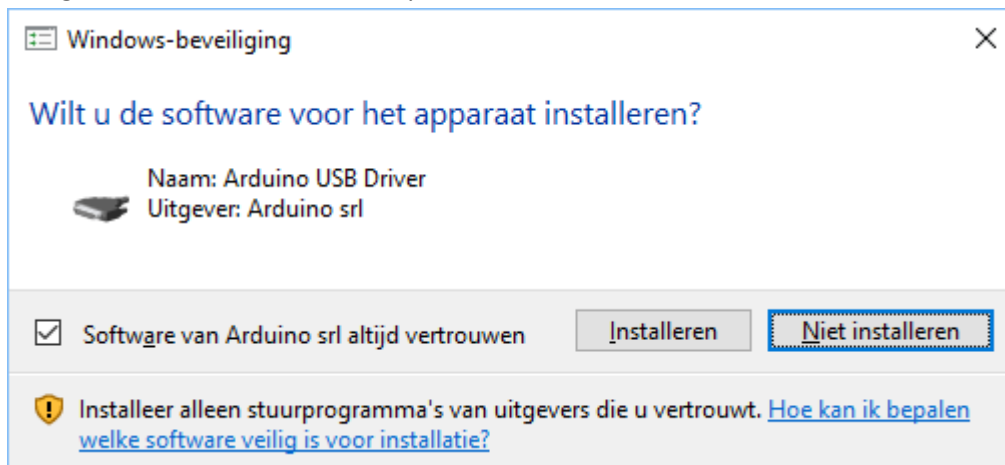 Windows-beveiliging
Wilt u de software voor het apparaat installeren?
Naam: Arduino USB Driver
Uitgever: Arduino srl
Software van Arduino srl altijd vertrouwen
Installeren
Niet installeren
Installeer alleen stuurprogramma's van uitgevers die u vertrouwt. Hoe kan ik bepalen
welke software veilig is voor installatie?